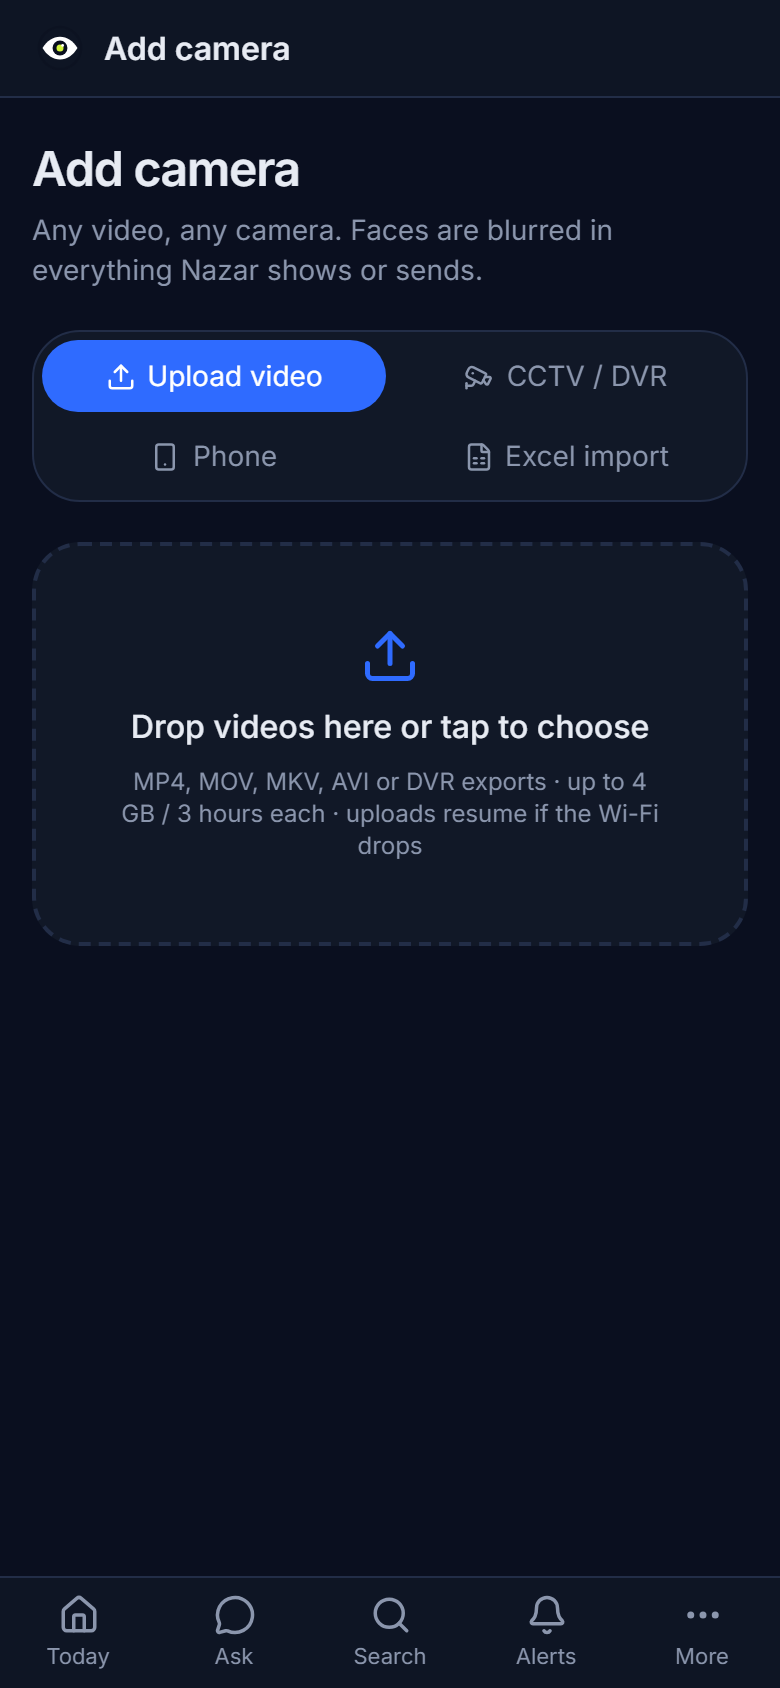 Add camera
Add camera
Any video, any camera. Faces are blurred in
everything Nazar shows or sends.
Upload video
CCTV / DVR
Phone
Excel import
Drop videos here or tap to choose
MP4, MOV, MKV, AVI or DVR exports · up to 4
GB / 3 hours each · uploads resume if the Wi-Fi
drops
Today
Ask
Search
Alerts
More